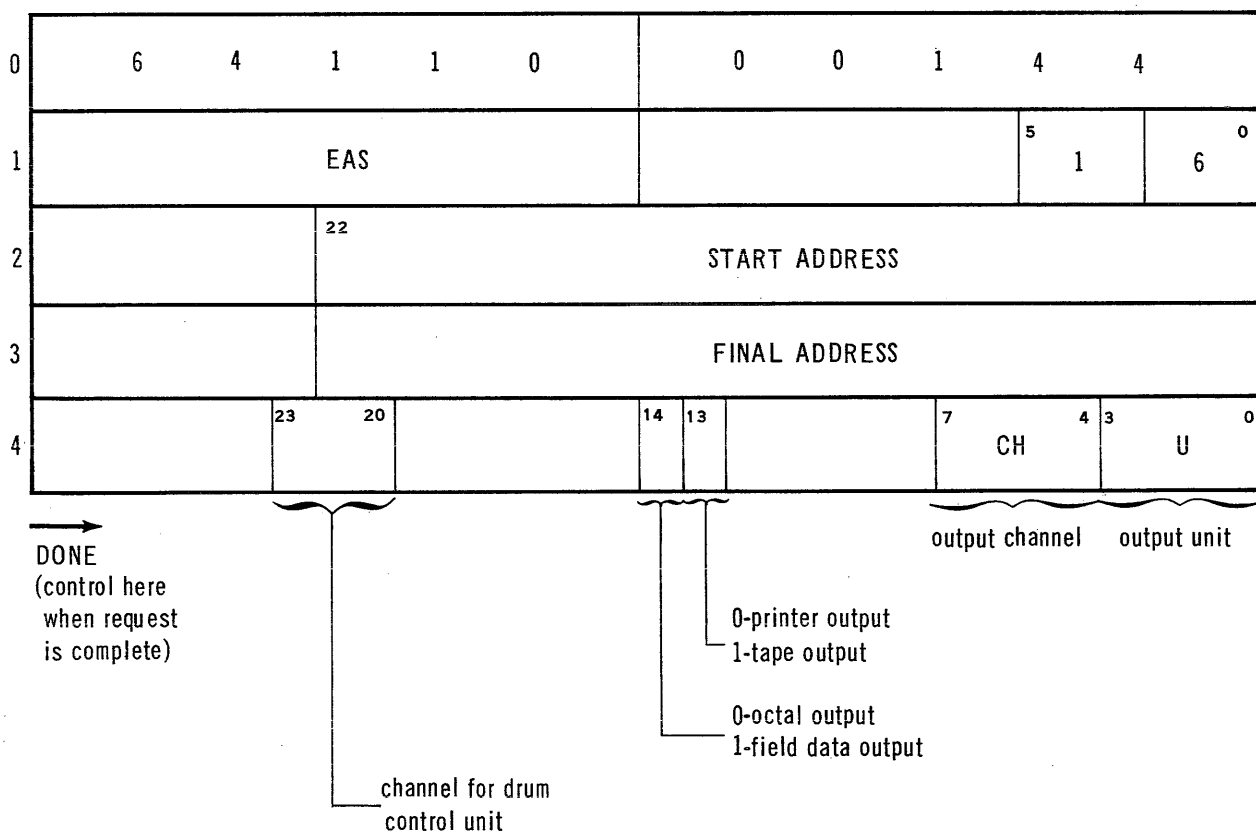 0 6 4 1 1 0 0 0 1 4 4
1 EAS 5 1 6 0
2 22 START ADDRESS
3 FINAL ADDRESS
4 23 20 14 13 7 CH 4 3 U 0
output channel output unit
DONE
(control here
when request
is complete)
0-printer output
1-tape output
0-octal output
1-field data output
channel for drum
control unit